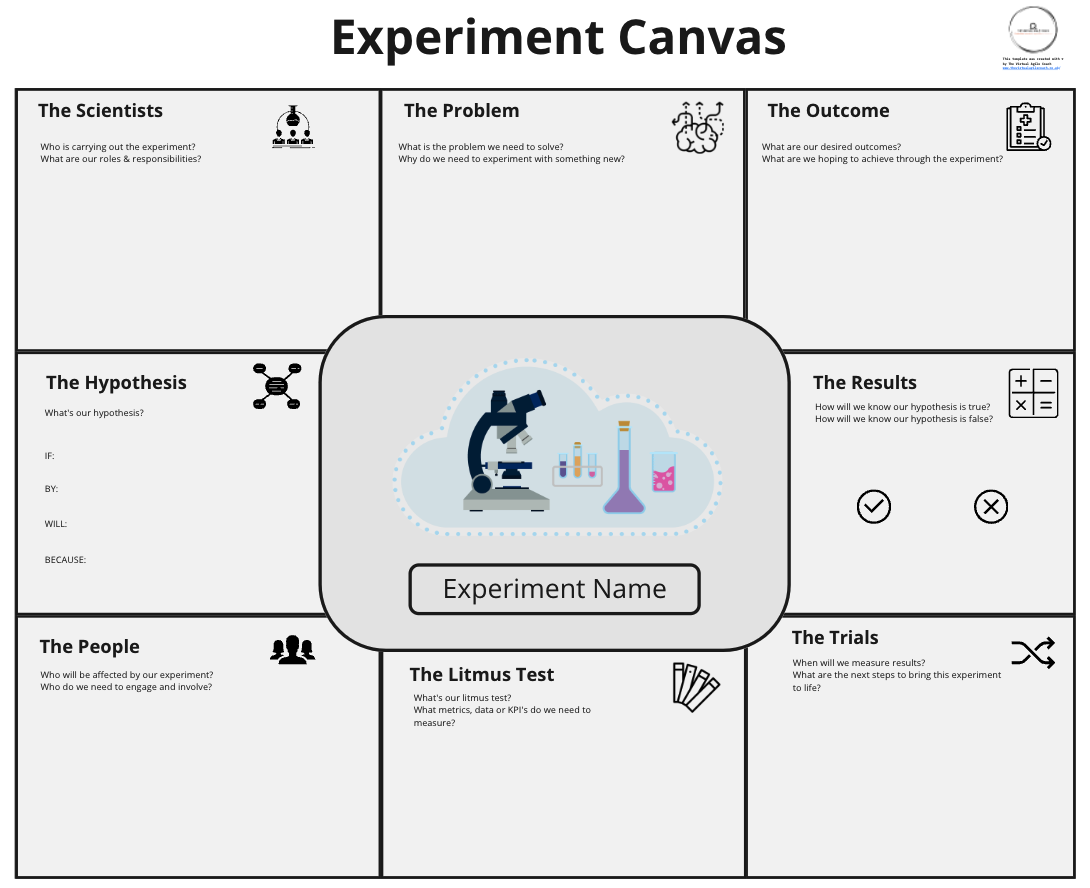 Experiment Canvas
This template was created with
by The Virtual Agile Coach
The Scientists
Who is carrying out the experiment?
What are our roles & responsibilities?
The Problem
What is the problem we need to solve?
Why do we need to experiment with something new?
The Outcome
What are our desired outcomes?
What are we hoping to achieve through the experiment?
The Hypothesis
What's our hypothesis?
IF:
BY:
WILL:
BECAUSE:
Experiment Name
The Results
How will we know our hypothesis is true?
How will we know our hypothesis is false?
The People
Who will be affected by our experiment?
Who do we need to engage and involve?
The Litmus Test
What's our litmus test?
What metrics, data or KPI's do we need to
measure?
The Trials
When will we measure results?
What are the next steps to bring this experiment
to life?